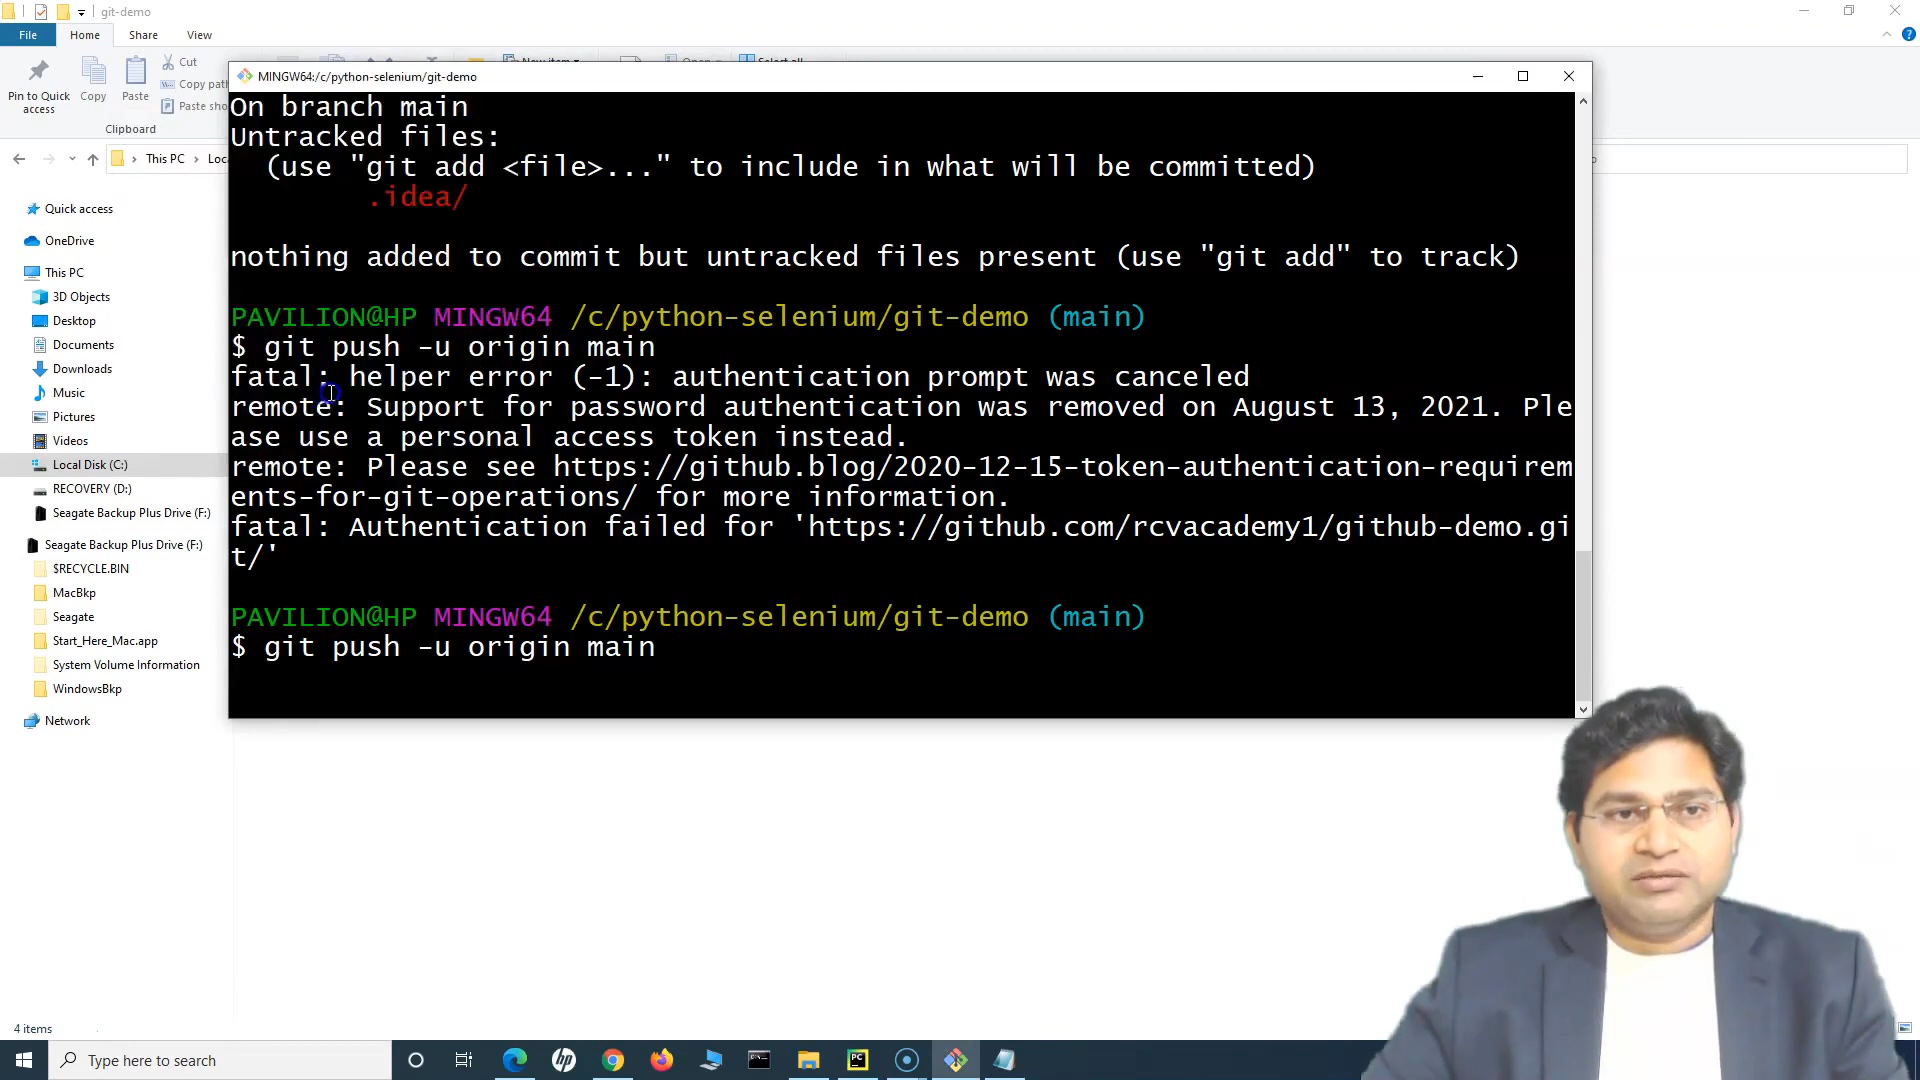 git-demo
File
Home
Share
View
Pin to Quick access
Copy
Paste
Cut
Copy path
Clipboard
This PC
MINGW64:/c/python-selenium/git-demo
On branch main
Untracked files:
(use "git add <file>..." to include in what will be committed)
.idea/
nothing added to commit but untracked files present (use "git add" to track)
PAVILION@HP MINGW64 /c/python-selenium/git-demo (main)
$ git push -u origin main
fatal: helper error (-1): authentication prompt was canceled
remote: Support for password authentication was removed on August 13, 2021. Ple
ase use a personal access token instead.
remote: Please see https://github.blog/2020-12-15-token-authentication-requirem
ents-for-git-operations/ for more information.
fatal: Authentication failed for 'https://github.com/rcvacademy1/github-demo.gi
t/'
PAVILION@HP MINGW64 /c/python-selenium/git-demo (main)
$ git push -u origin main
Quick access
OneDrive
This PC
3D Objects
Desktop
Documents
Downloads
Music
Pictures
Videos
Local Disk (C:)
RECOVERY (D:)
Seagate Backup Plus Drive (F:)
Seagate Backup Plus Drive (F:)
$RECYCLE.BIN
MacBkp
Seagate
Start_Here_Mac.app
System Volume Information
WindowsBkp
Network
4 items
Type here to search